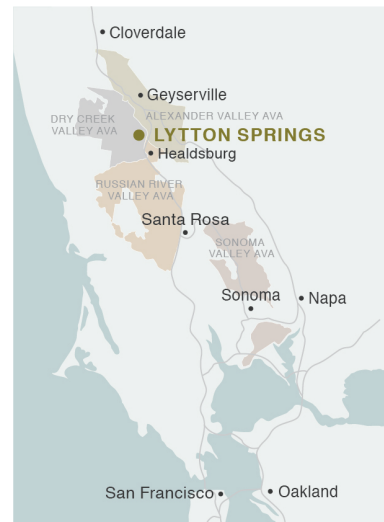 Cloverdale
Geyserville
DRY CREEK
VALLEY AVA
ALEXANDER VALLEY AVA
LYTTON SPRINGS
Healdsburg
RUSSIAN RIVER
VALLEY AVA
Santa Rosa
SONOMA
VALLEY AVA
Sonoma
Napa
San Francisco
Oakland